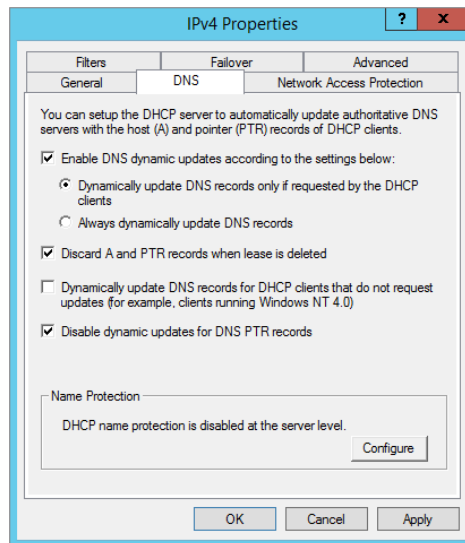 IPv4 Properties
?
x
Filters
Failover
Advanced
General
DNS
Network Access Protection
You can setup the DHCP server to automatically update authoritative DNS
servers with the host (A) and pointer (PTR) records of DHCP clients.
Enable DNS dynamic updates according to the settings below:
Dynamically update DNS records only if requested by the DHCP
clients
Always dynamically update DNS records
Discard A and PTR records when lease is deleted
Dynamically update DNS records for DHCP clients that do not request
updates (for example, clients running Windows NT 4.0)
Disable dynamic updates for DNS PTR records
Name Protection
DHCP name protection is disabled at the server level.
Configure
OK
Cancel
Apply